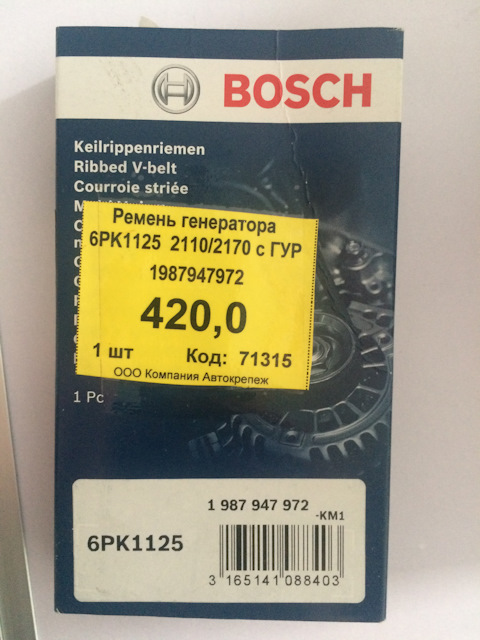 BOSCH
Keilrippenriemen
Ribbed V-belt
Courroie striée
Ремень генератора
6PK1125 2110/2170 с ГУР
1987947972
420,0
1 шт Код: 71315
ООО Компания Автокрепеж
1 Pc
1 987 947 972
-KM1
6PK1125
3 165141 088403